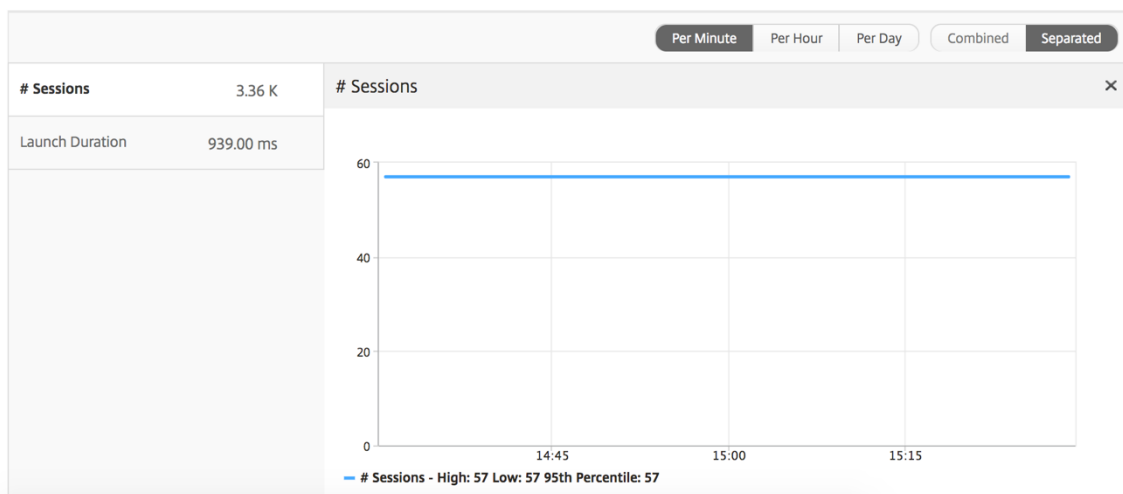 Per Minute Per Hour Per Day Combined Separated
# Sessions 3.36 K
Launch Duration 939.00 ms
# Sessions ×
60
40
20
0
14:45 15:00 15:15
# Sessions - High: 57 Low: 57 95th Percentile: 57